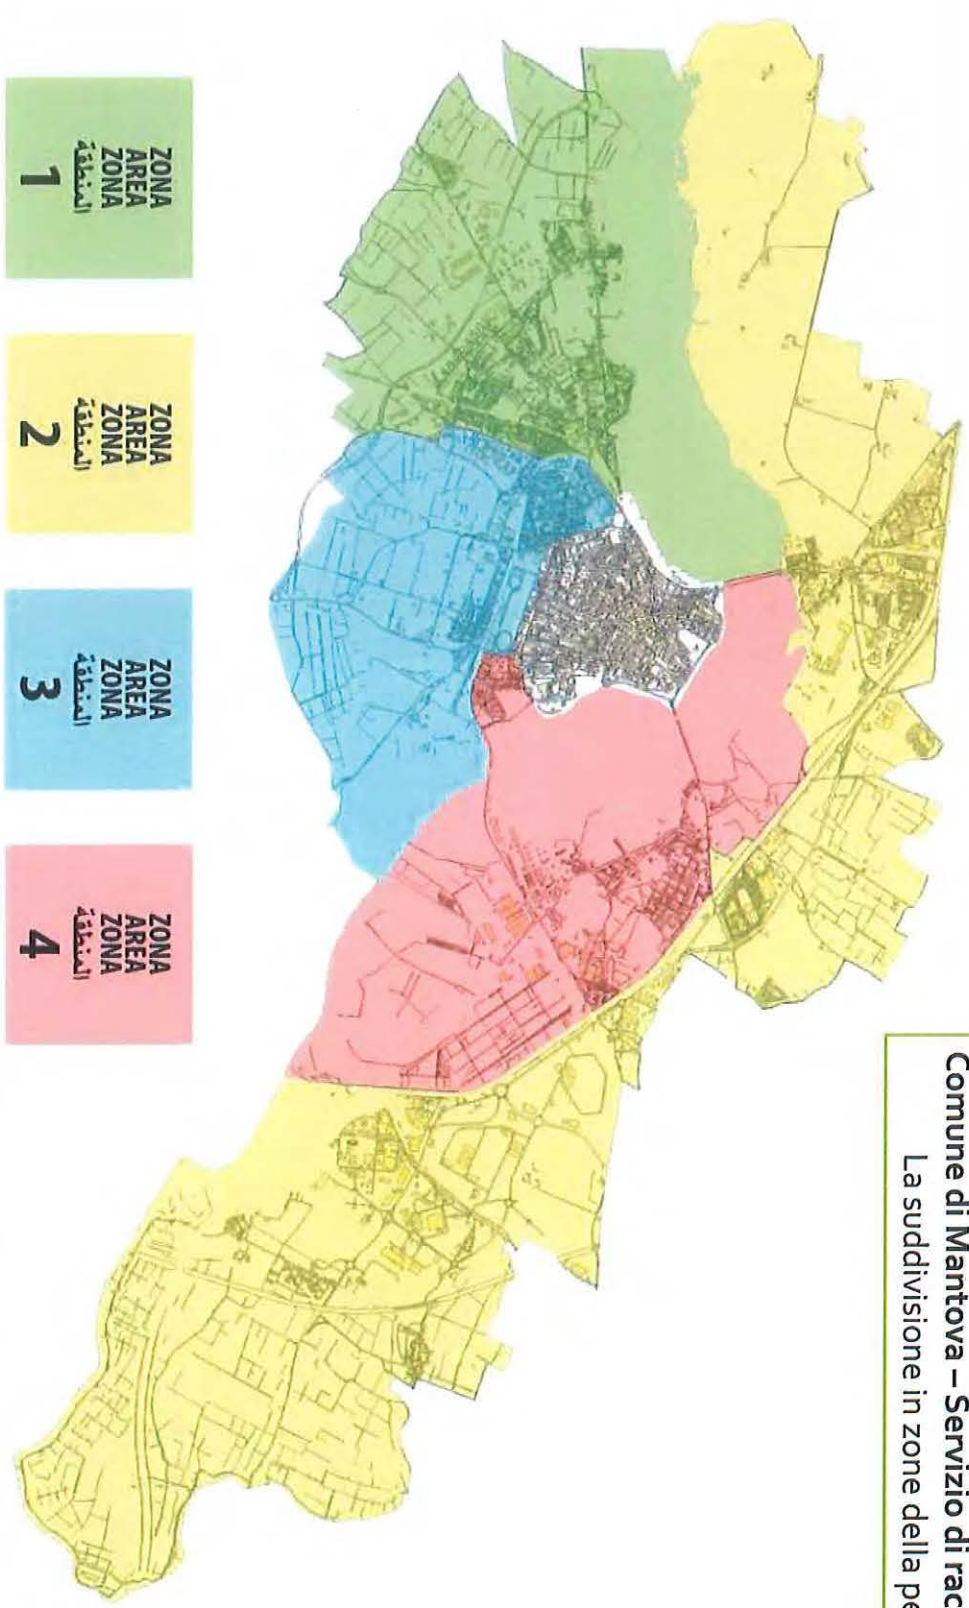 Comune di Mantova – Servizio di rac
La suddivisione in zone della pe
ZONA
AREA
ZONA
المنطقة
1
ZONA
AREA
ZONA
المنطقة
2
ZONA
AREA
ZONA
المنطقة
3
ZONA
AREA
ZONA
المنطقة
4